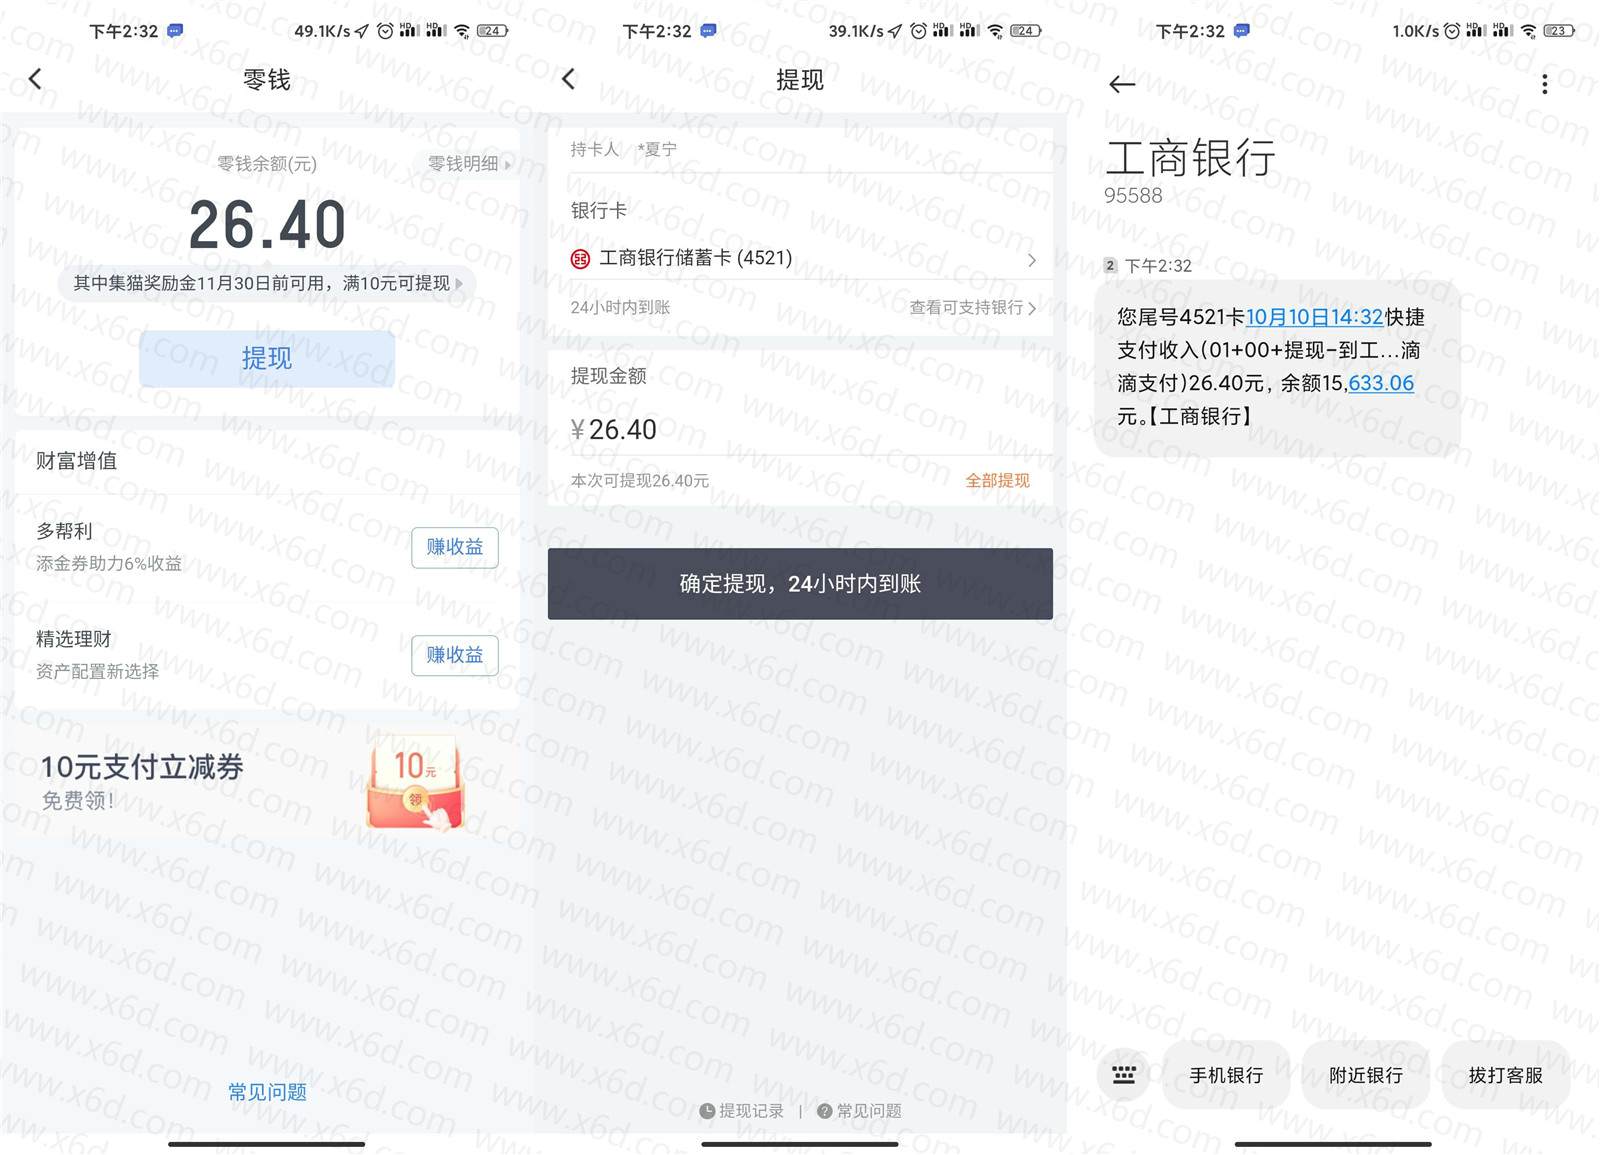 下午2:32
49.1K/s
24
零钱
零钱余额(元)
零钱明细
26.40
其中集猫奖励金11月30日前可用，满10元可提现
提现
财富增值
多帮利
添金券助力6%收益
赚收益
精选理财
资产配置新选择
赚收益
10元支付立减券
免费领!
10元
领
常见问题
下午2:32
39.1K/s
24
提现
持卡人 *夏宁
银行卡
工商银行储蓄卡 (4521)
24小时内到账
查看可支持银行
提现金额
¥26.40
本次可提现26.40元
全部提现
确定提现，24小时内到账
提现记录 | 常见问题
下午2:32
1.0K/s
23
工商银行
95588
2 下午2:32
您尾号4521卡10月10日14:32快捷
支付收入(01+00+提现-到工...滴
滴支付)26.40元, 余额15,633.06
元。【工商银行】
手机银行
附近银行
拔打客服
www.x6d.com